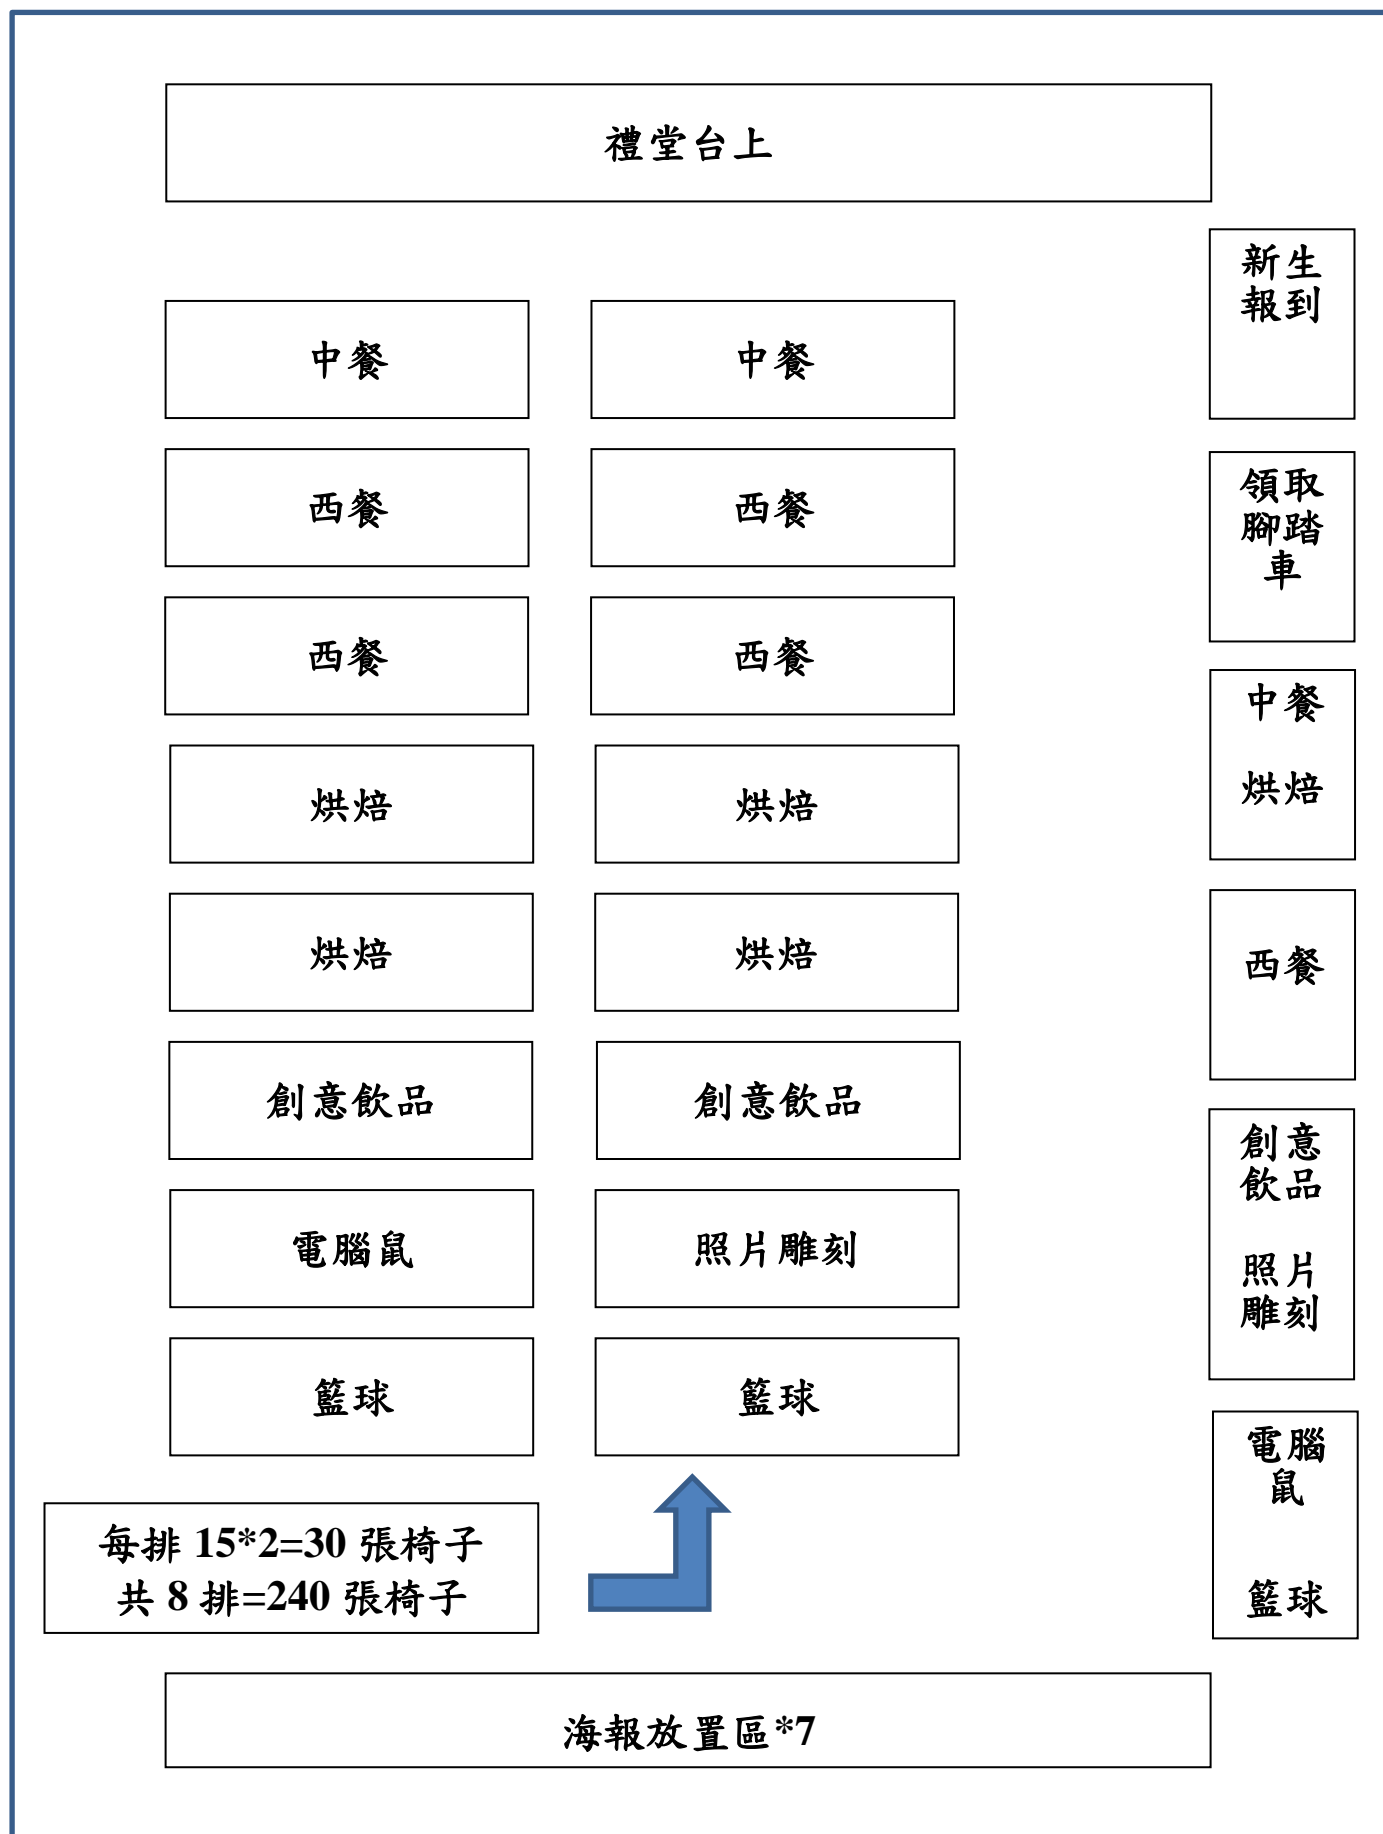 禮堂台上
新生
報到
中餐
中餐
領取
腳踏
車
西餐
西餐
西餐
西餐
中餐
烘焙
烘焙
烘焙
烘焙
烘焙
西餐
創意飲品
創意飲品
創意
飲品
照片
雕刻
電腦鼠
照片雕刻
籃球
籃球
電腦
鼠
籃球
每排 15*2=30 張椅子
共 8 排=240 張椅子
海報放置區*7